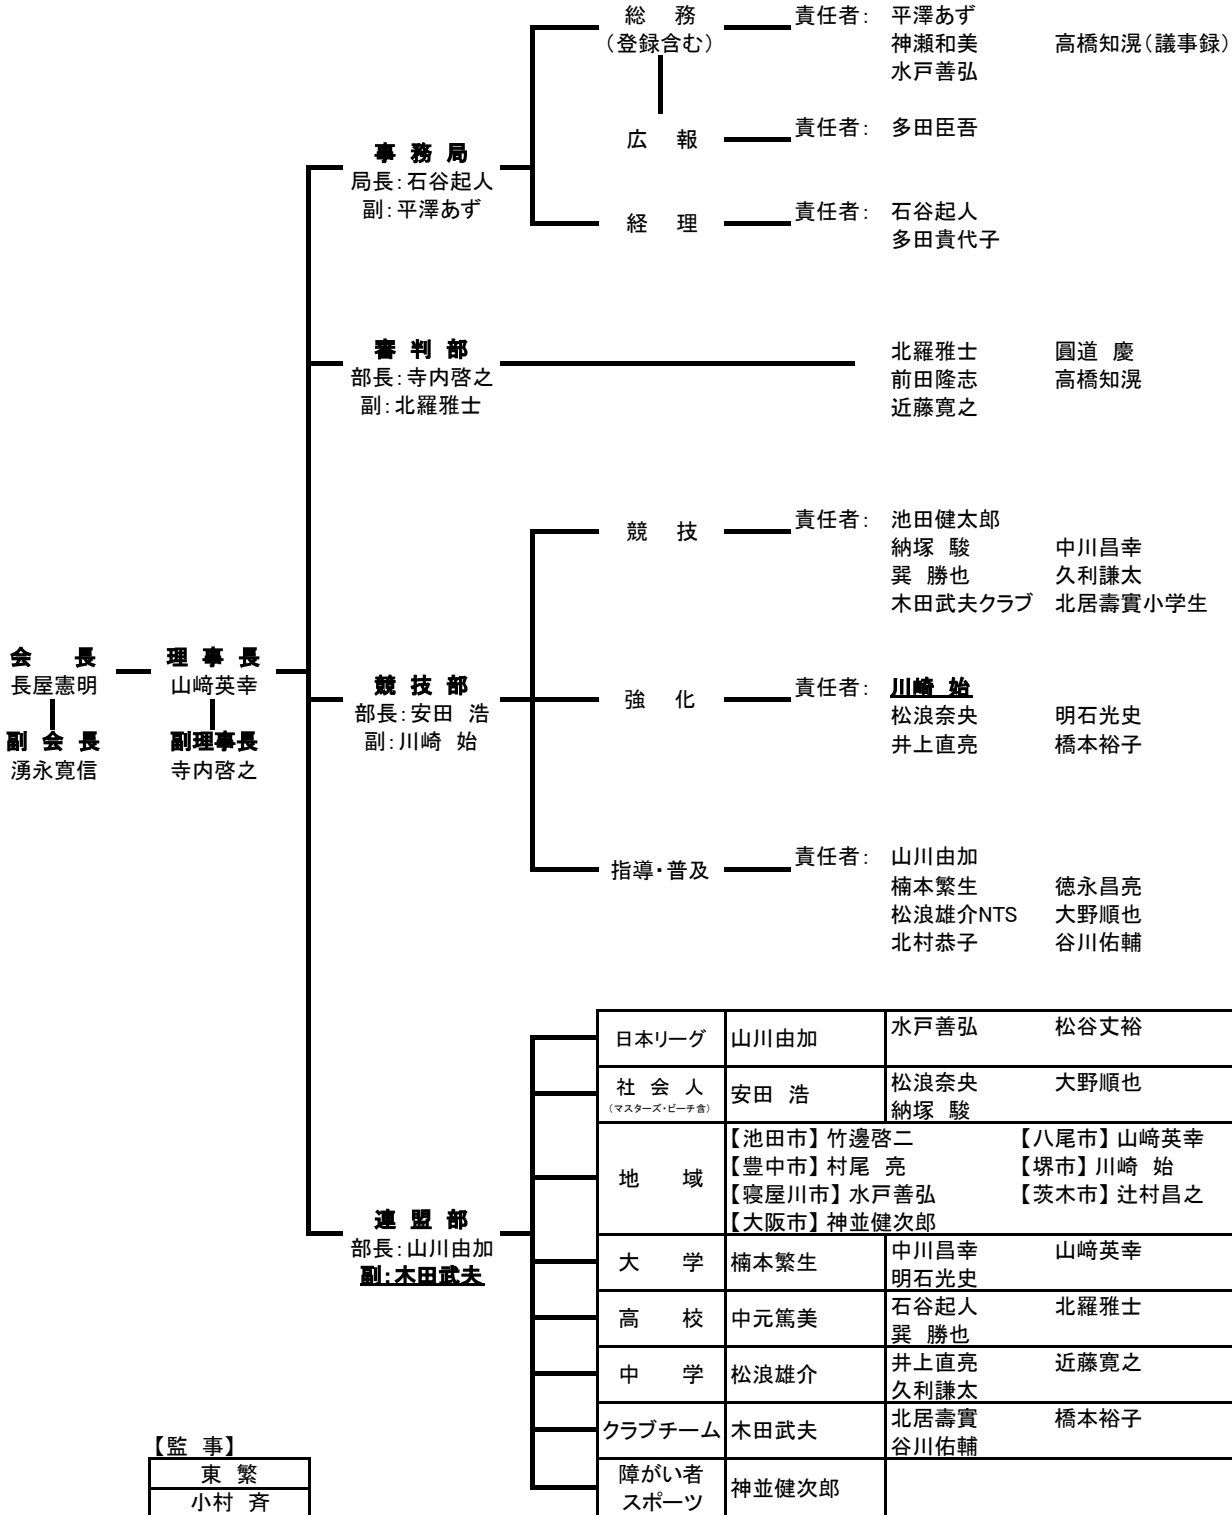 総　務　責任者：　平澤あず
（登録含む）　神瀬和美　高橋知滉（議事録）
水戸善弘
広　報　責任者：　多田臣吾
事 務 局
局長：石谷起人
副：平澤あず
経　理　責任者：　石谷起人
多田貴代子
審 判 部
部長：寺内啓之
副：北羅雅士
北羅雅士　圓道 慶
前田隆志　高橋知滉
近藤寛之
競　技　責任者：　池田健太郎
納塚 駿　中川昌幸
巽 勝也　久利謙太
木田武夫クラブ　北居壽實小学生
会　長
長屋憲明
副 会 長
湧永寛信
理 事 長
山﨑英幸
副理事長
寺内啓之
競 技 部
部長：安田 浩
副：川崎 始
強　化　責任者：　川崎 始
松浪奈央　明石光史
井上直亮　橋本裕子
指導・普及　責任者：　山川由加
楠本繁生　徳永昌亮
松浪雄介NTS　大野順也
北村恭子　谷川佑輔
連 盟 部
部長：山川由加
副：木田武夫
日本リーグ　山川由加　水戸善弘　松谷丈裕
社 会 人　安田 浩　松浪奈央　大野順也
（マスターズ・ビーチ含）　納塚 駿
地　域　【池田市】竹邊啓二　【八尾市】山﨑英幸
【豊中市】村尾 亮　【堺市】川崎 始
【寝屋川市】水戸善弘　【茨木市】辻村昌之
【大阪市】神並健次郎
大　学　楠本繁生　中川昌幸　山﨑英幸
明石光史
高　校　中元篤美　石谷起人　北羅雅士
巽 勝也
中　学　松浪雄介　井上直亮　近藤寛之
久利謙太
クラブチーム　木田武夫　北居壽實　橋本裕子
谷川佑輔
障がい者　神並健次郎
スポーツ
【監 事】
東 繁
小村 斉